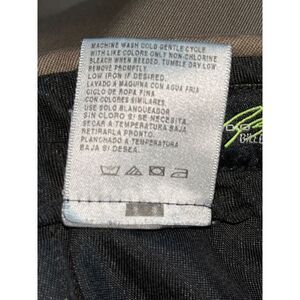 MACHINE WASH COLD GENTLE CYCLE
WITH LIKE COLORS ONLY NON-CHLORINE
BLEACH WHEN NEEDED, TUMBLE DRY LOW
REMOVE PROMPTLY.
LOW IRON IF DESIRED.
LAVADO A MAQUINA CON AGUA FRIA
CICLO DE ROPA FINA
CON COLORES SIMILARES
USE SOLO BLANQUEADOR
SIN CLORO SI SE NECESITA
SECAR A TEMPERATURA BAJA
RETIRARLA PRONTO.
PLANCHADO A TEMPERATURA
BAJA SI DESEA.